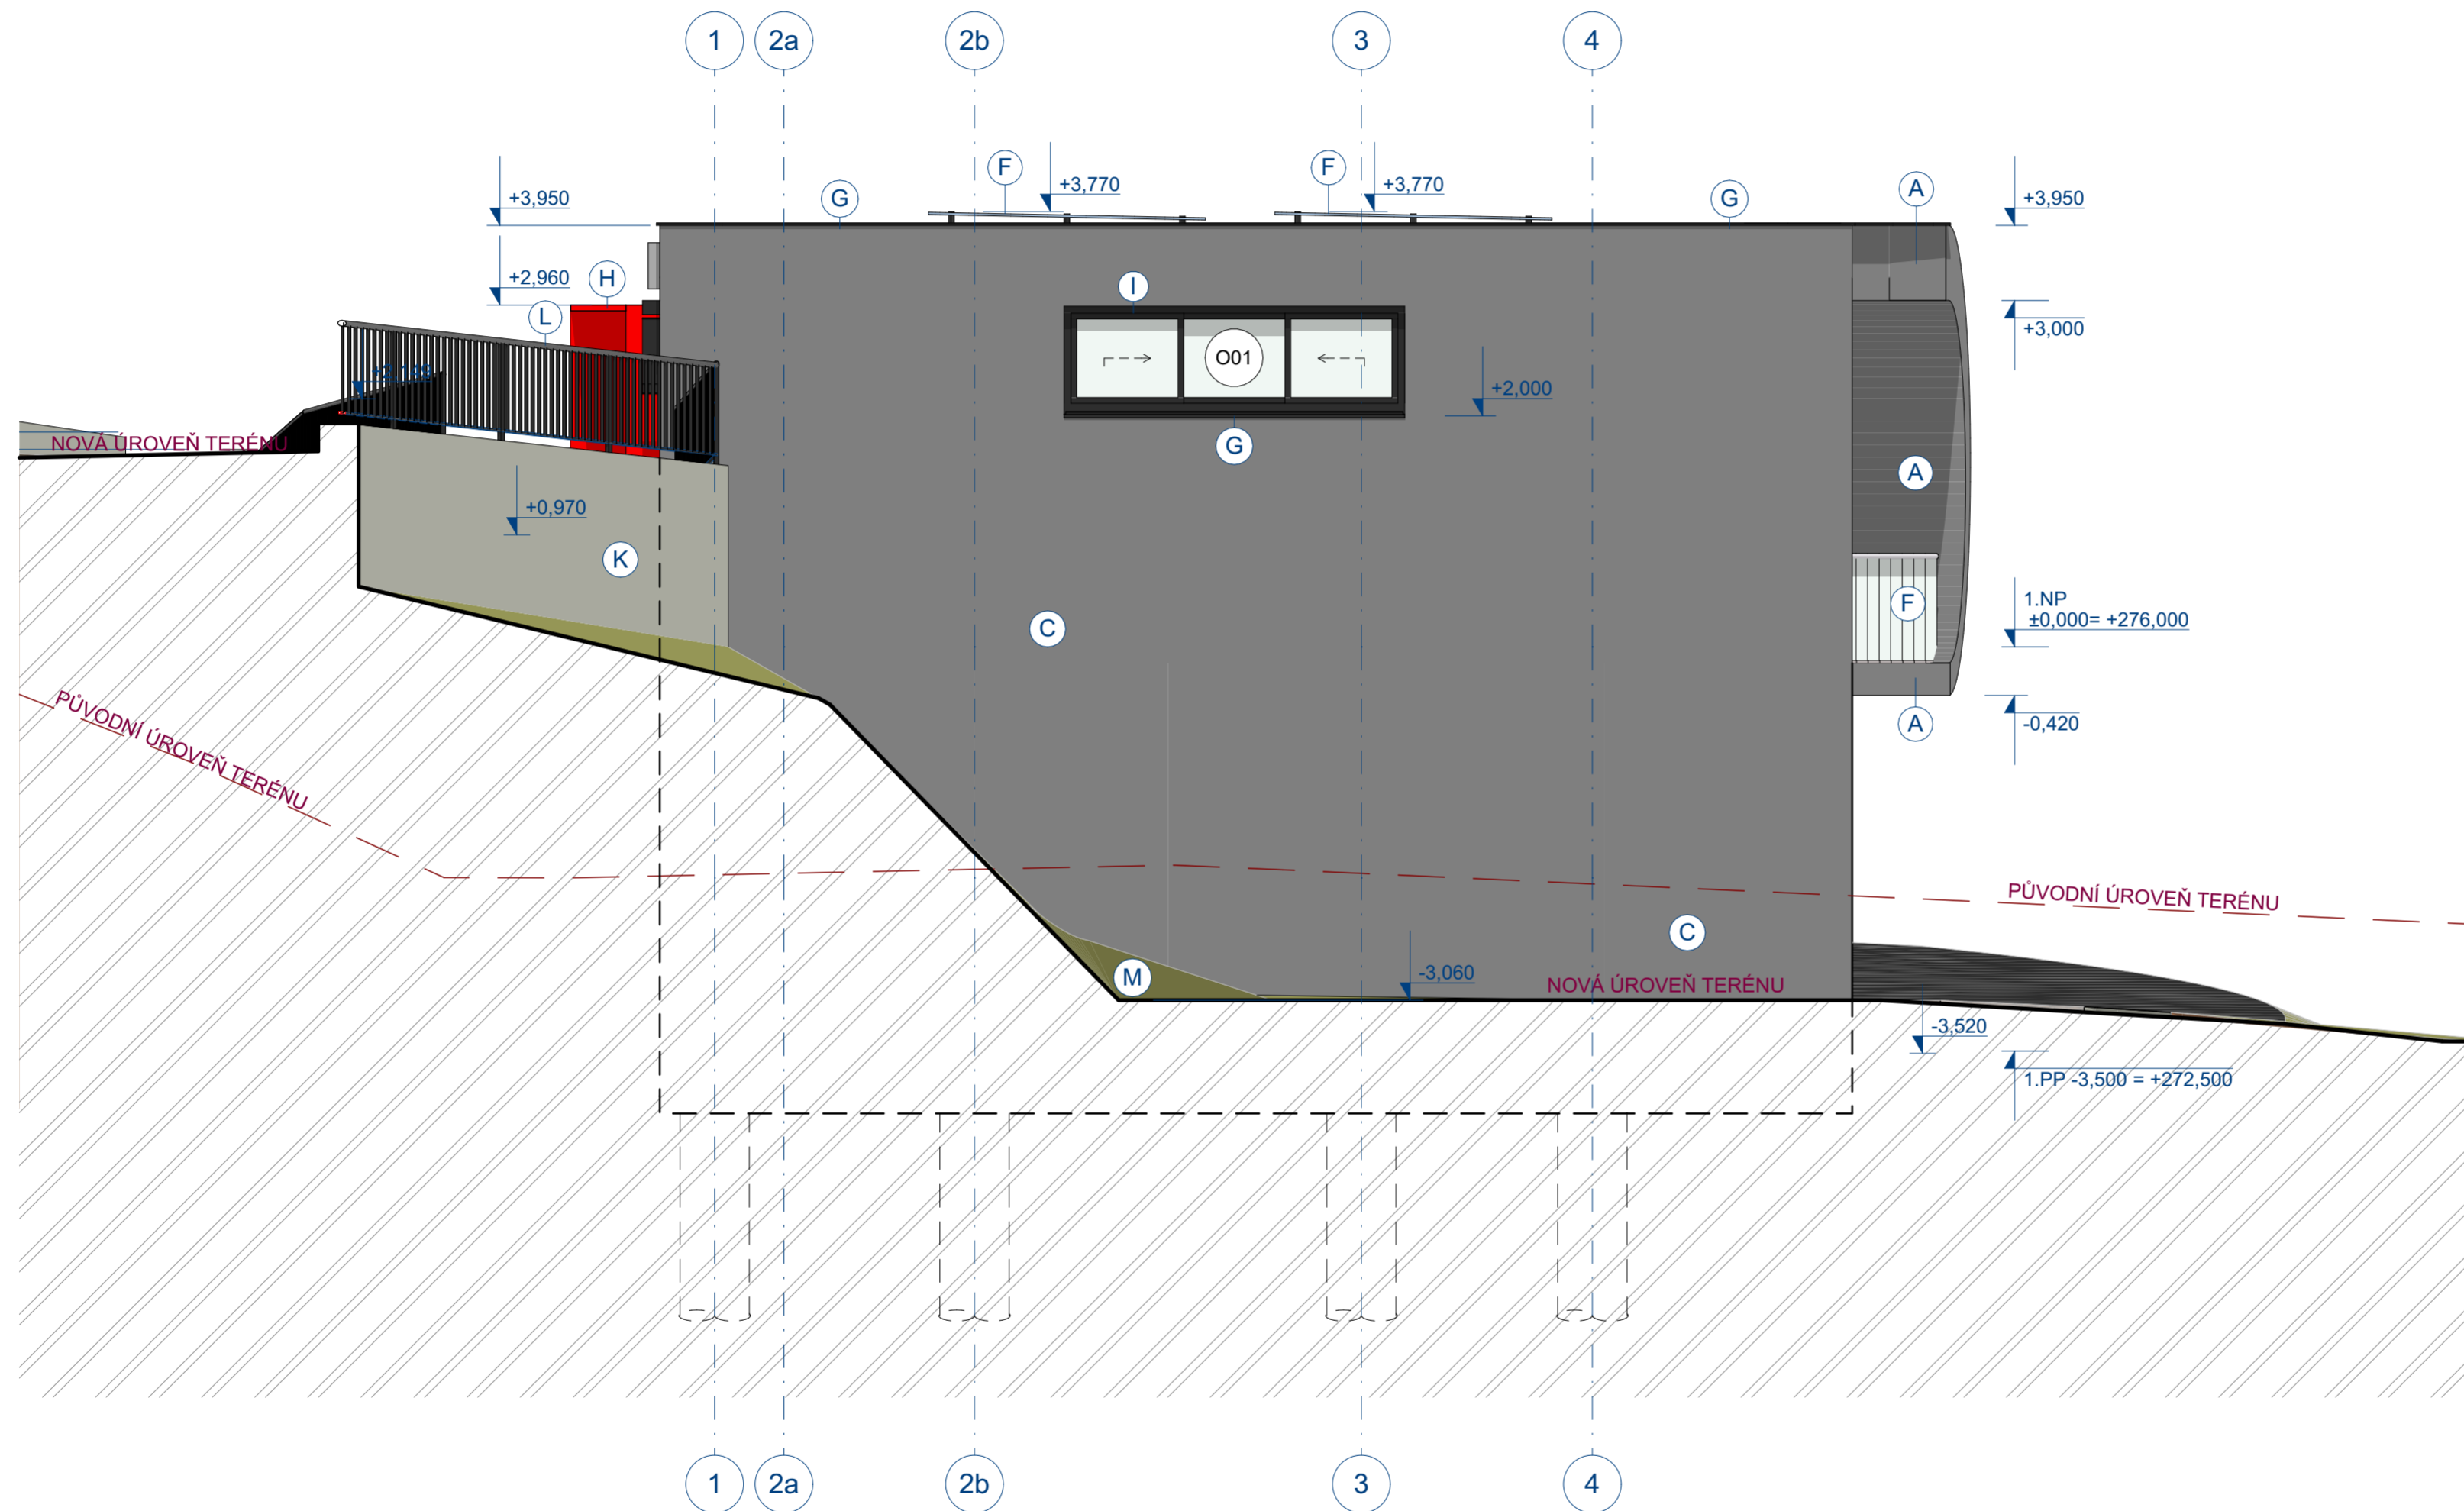 1 2a 2b 3 4
F F A
+3,770 +3,770
+3,950 G G +3,950
+2,960 H I
L +3,000
O01
+2,000
NOVÁ ÚROVEŇ TERÉNU G
A
+0,970
K
F 1.NP
±0,000= +276,000
C
PŮVODNÍ ÚROVEŇ TERÉNU
A -0,420
PŮVODNÍ ÚROVEŇ TERÉNU
C
M -3,060 NOVÁ ÚROVEŇ TERÉNU
-3,520
1.PP -3,500 = +272,500
1 2a 2b 3 4